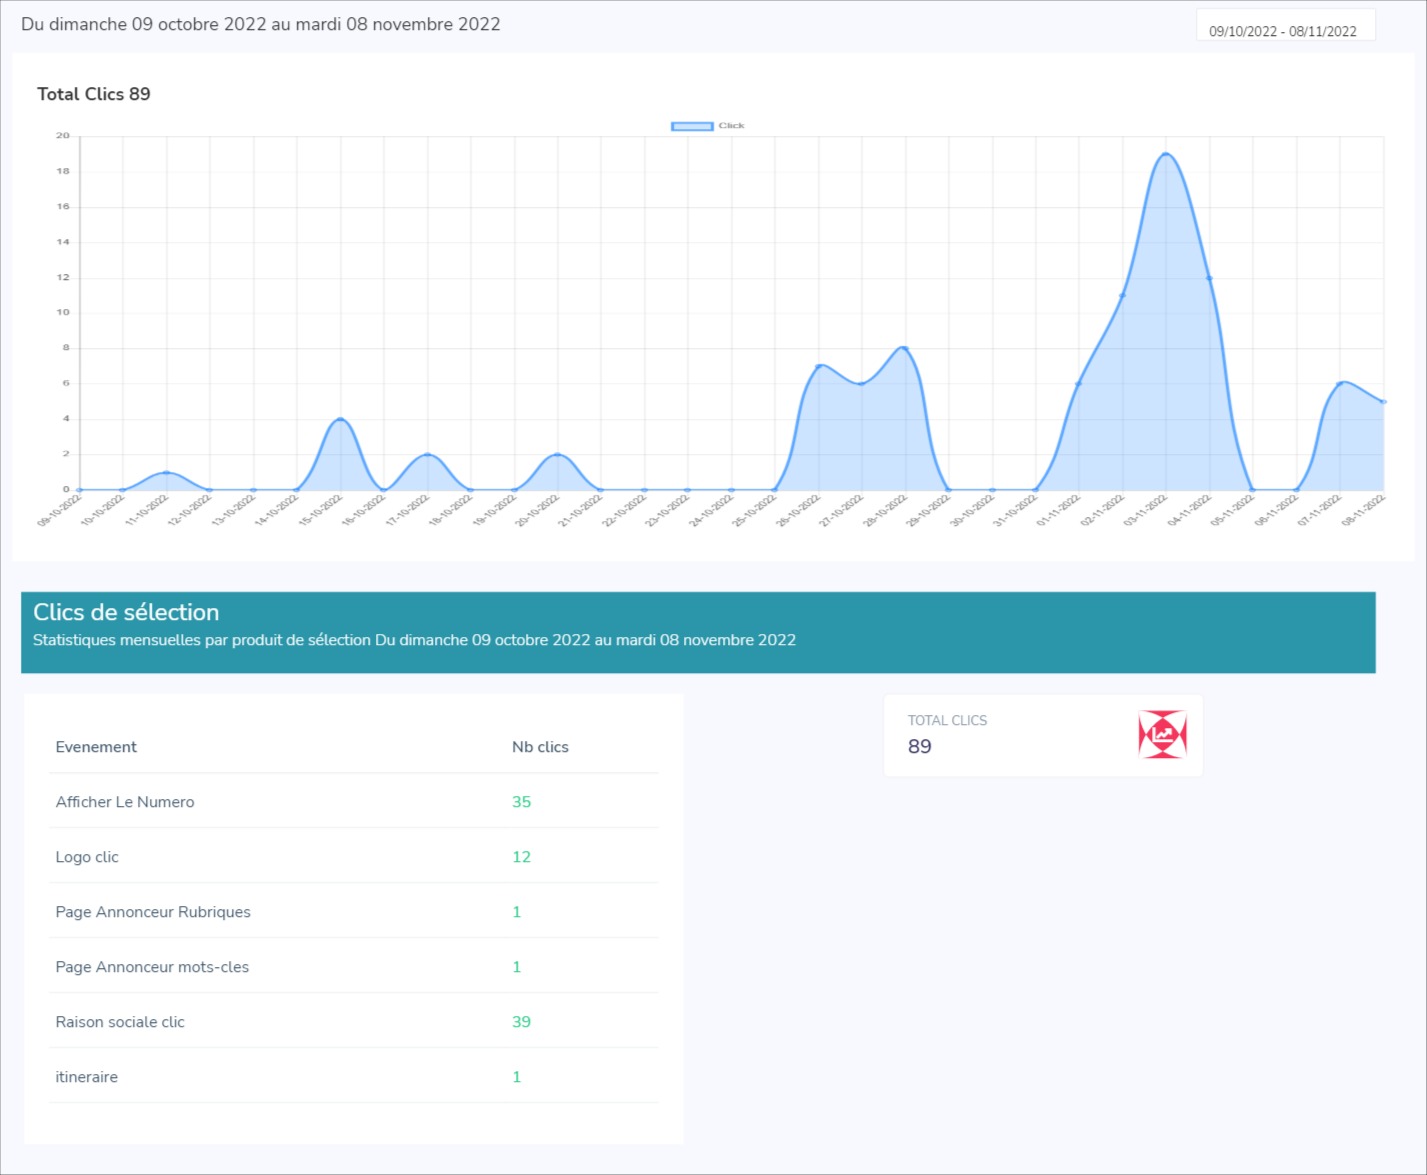 Du dimanche 09 octobre 2022 au mardi 08 novembre 2022
09/10/2022 - 08/11/2022
Total Clics 89
Click
20
18
16
14
12
10
8
6
4
2
0
09-10-2022 10-10-2022 11-10-2022 12-10-2022 13-10-2022 14-10-2022 15-10-2022 16-10-2022 17-10-2022 18-10-2022 19-10-2022 20-10-2022 21-10-2022 22-10-2022 23-10-2022 24-10-2022 25-10-2022 26-10-2022 27-10-2022 28-10-2022 29-10-2022 30-10-2022 31-10-2022 01-11-2022 02-11-2022 03-11-2022 04-11-2022 05-11-2022 06-11-2022 07-11-2022 08-11-2022
Clics de sélection
Statistiques mensuelles par produit de sélection Du dimanche 09 octobre 2022 au mardi 08 novembre 2022
Evenement Nb clics
Afficher Le Numero 35
Logo clic 12
Page Annonceur Rubriques 1
Page Annonceur mots-cles 1
Raison sociale clic 39
itineraire 1
TOTAL CLICS
89